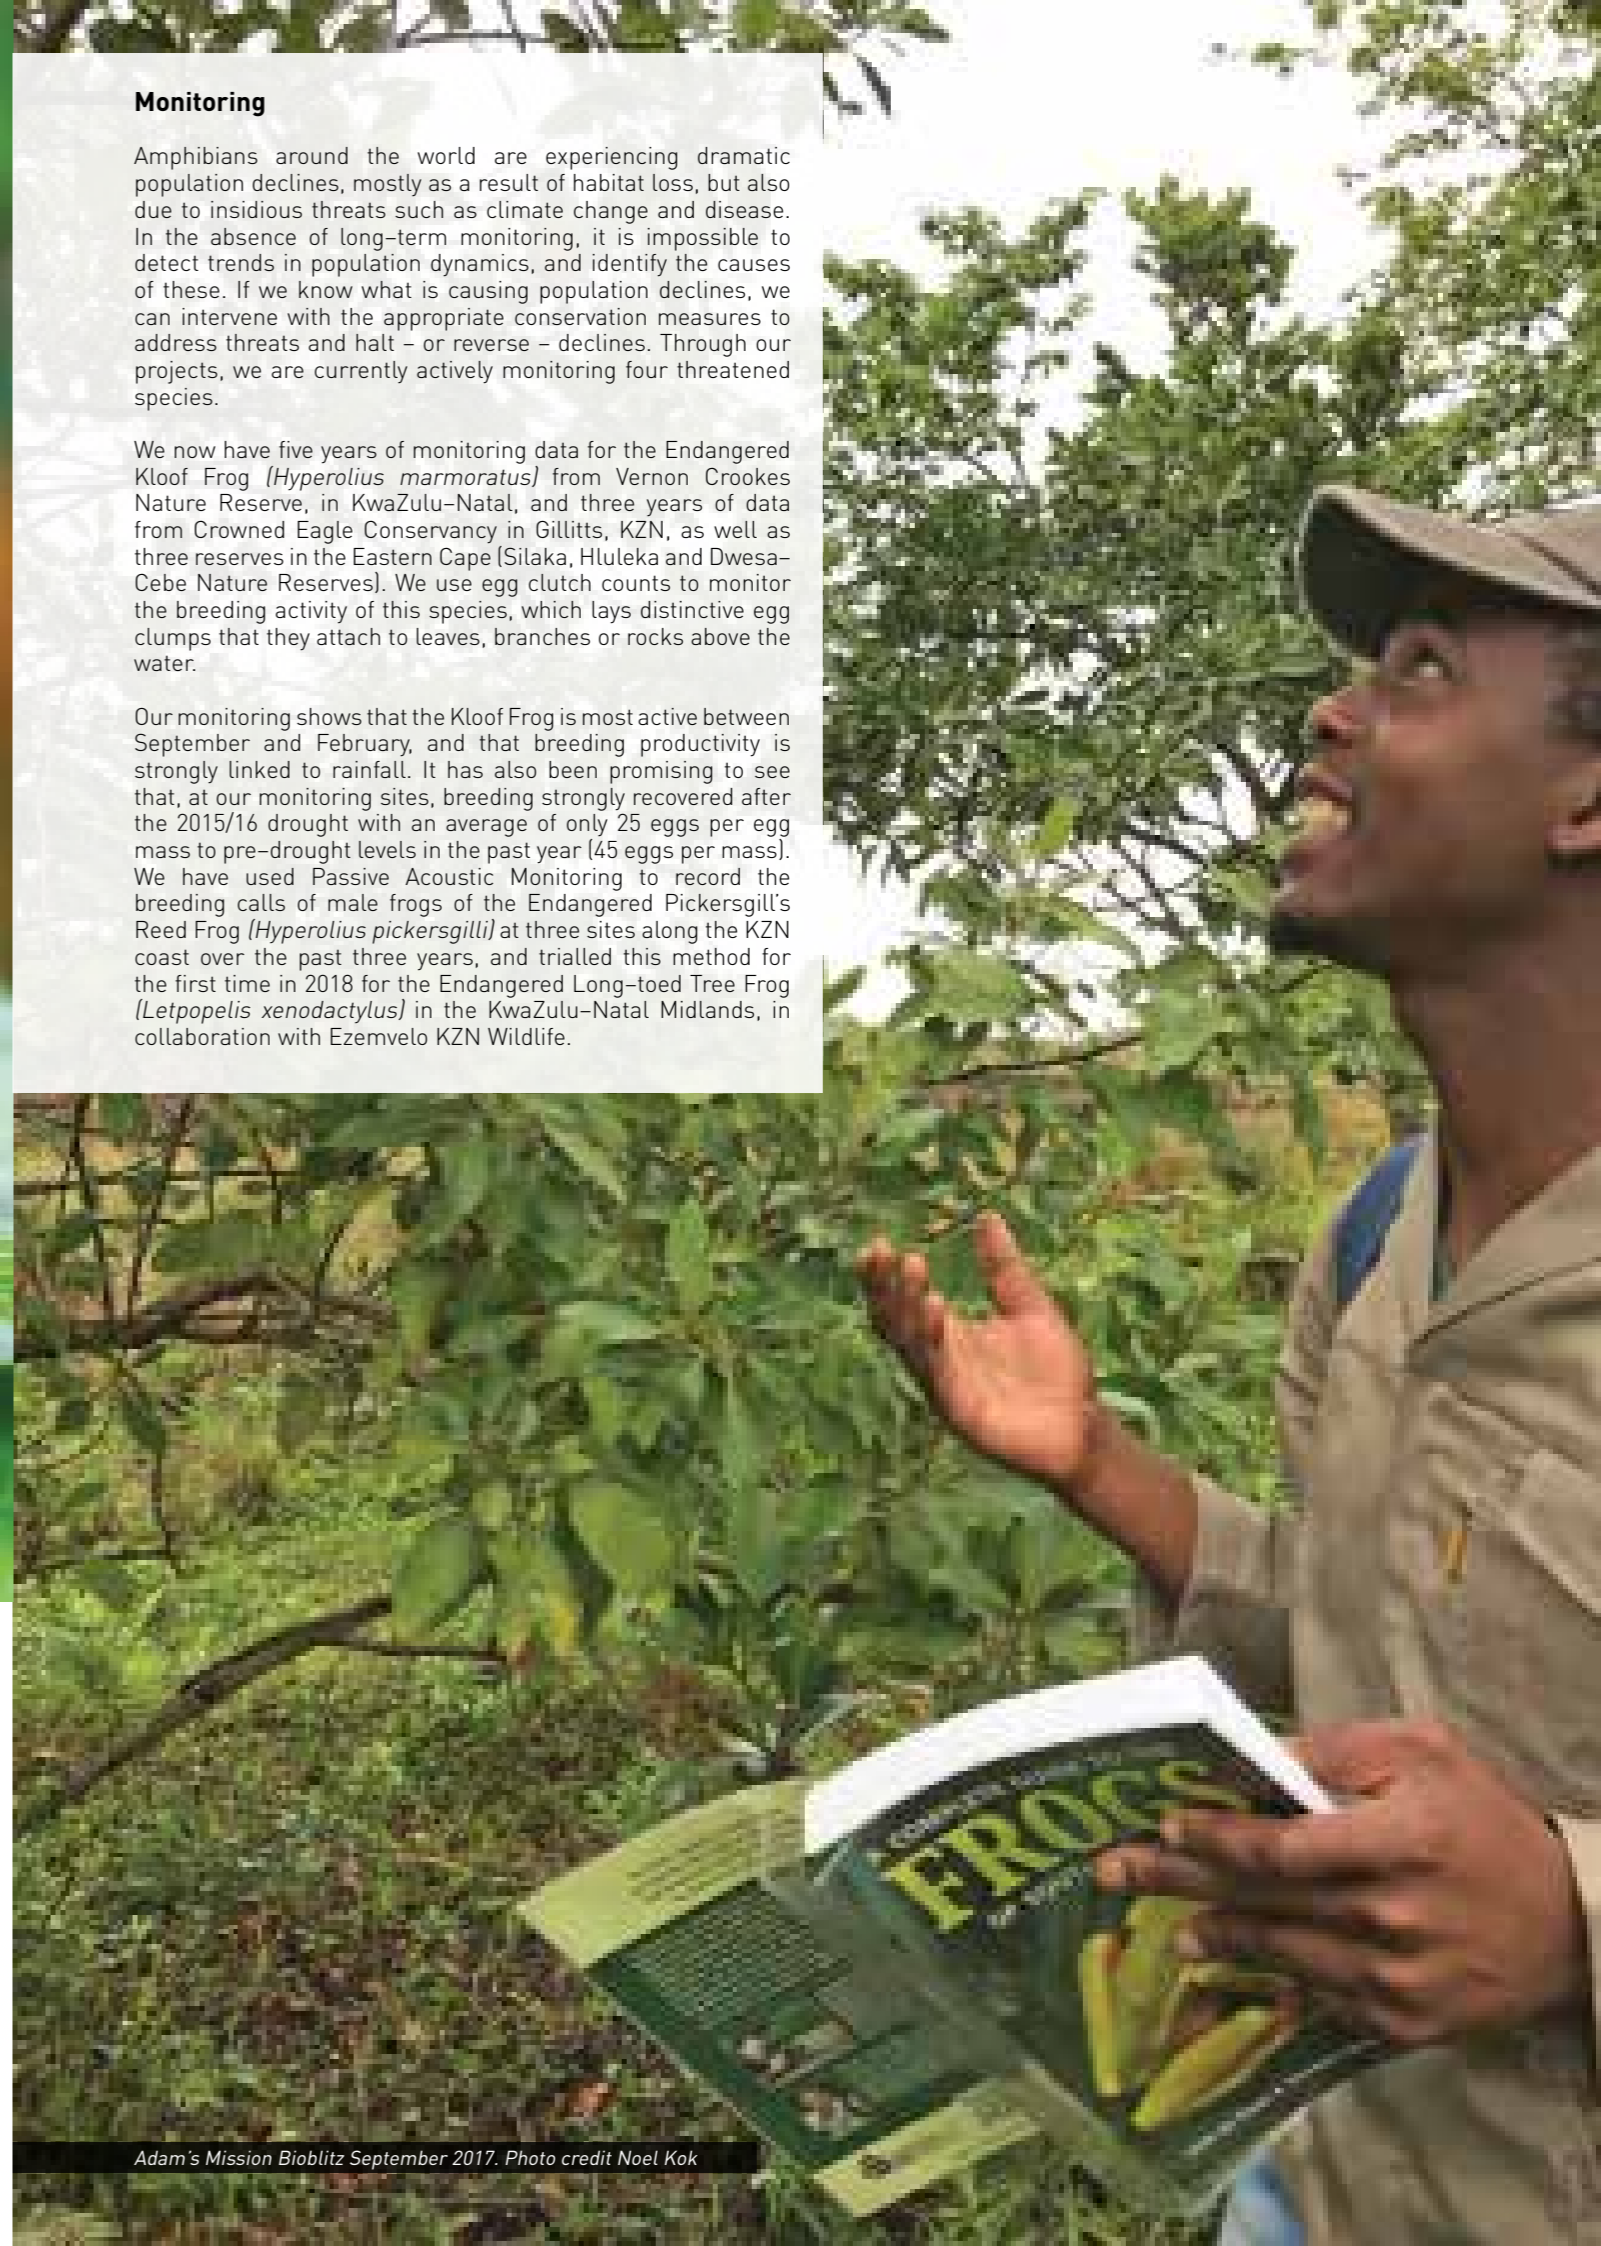 Monitoring
Amphibians around the world are experiencing dramatic
population declines, mostly as a result of habitat loss, but also
due to insidious threats such as climate change and disease.
In the absence of long–term monitoring, it is impossible to
detect trends in population dynamics, and identify the causes
of these. If we know what is causing population declines, we
can intervene with the appropriate conservation measures to
address threats and halt – or reverse – declines. Through our
projects, we are currently actively monitoring four threatened
species.
We now have five years of monitoring data for the Endangered
Kloof Frog (Hyperolius marmoratus) from Vernon Crookes
Nature Reserve, in KwaZulu–Natal, and three years of data
from Crowned Eagle Conservancy in Gillitts, KZN, as well as
three reserves in the Eastern Cape (Silaka, Hluleka and Dwesa–
Cebe Nature Reserves). We use egg clutch counts to monitor
the breeding activity of this species, which lays distinctive egg
clumps that they attach to leaves, branches or rocks above the
water.
Our monitoring shows that the Kloof Frog is most active between
September and February, and that breeding productivity is
strongly linked to rainfall. It has also been promising to see
that, at our monitoring sites, breeding strongly recovered after
the 2015/16 drought with an average of only 25 eggs per egg
mass to pre–drought levels in the past year (45 eggs per mass).
We have used Passive Acoustic Monitoring to record the
breeding calls of male frogs of the Endangered Pickersgill's
Reed Frog (Hyperolius pickersgilli) at three sites along the KZN
coast over the past three years, and trialled this method for
the first time in 2018 for the Endangered Long–toed Tree Frog
(Letpopelis xenodactylus) in the KwaZulu–Natal Midlands, in
collaboration with Ezemvelo KZN Wildlife.
FROGS
Adam's Mission Bioblitz September 2017. Photo credit Noel Kok